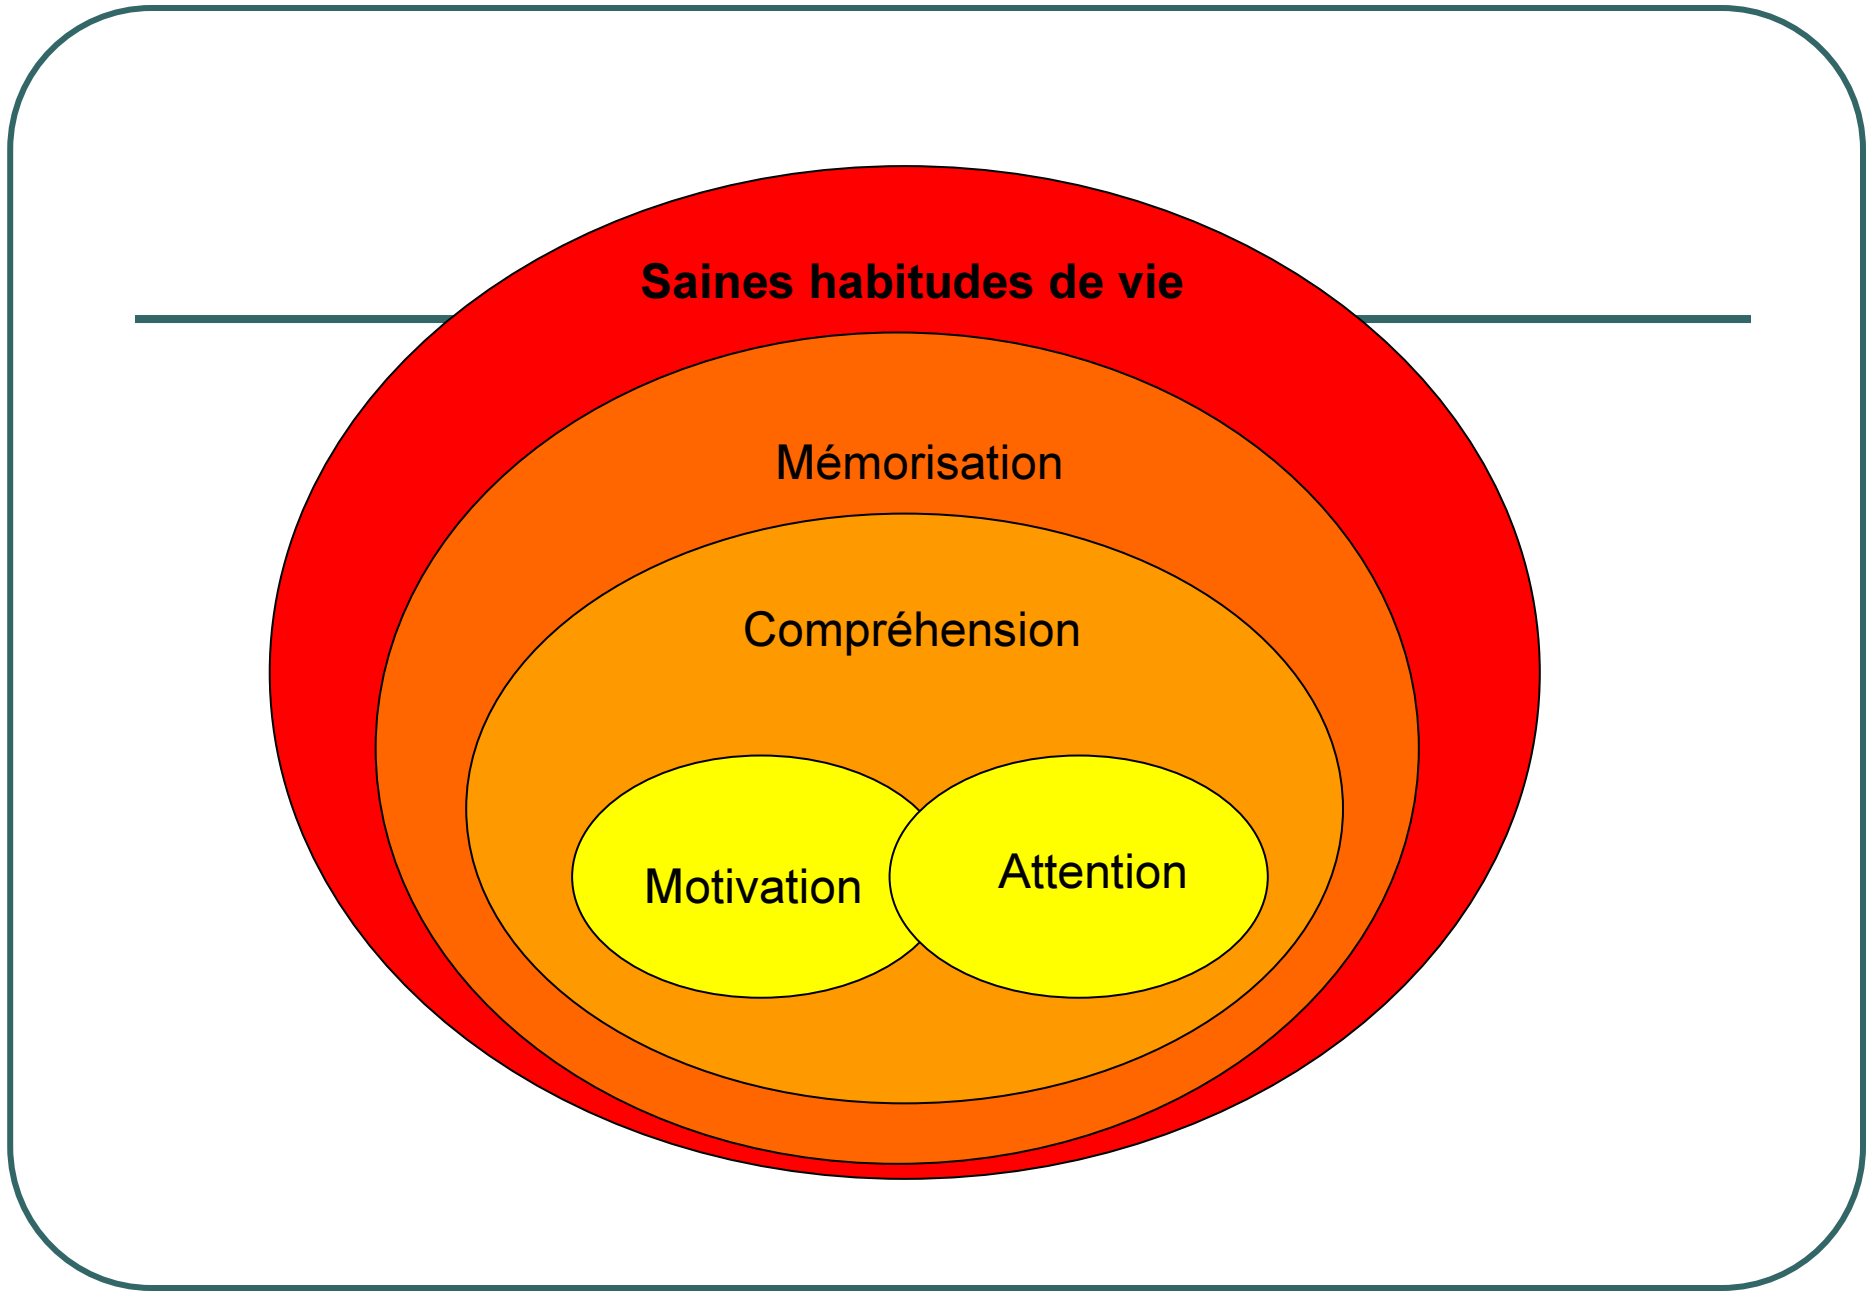 Saines habitudes de vie
Mémorisation
Compréhension
Motivation
Attention